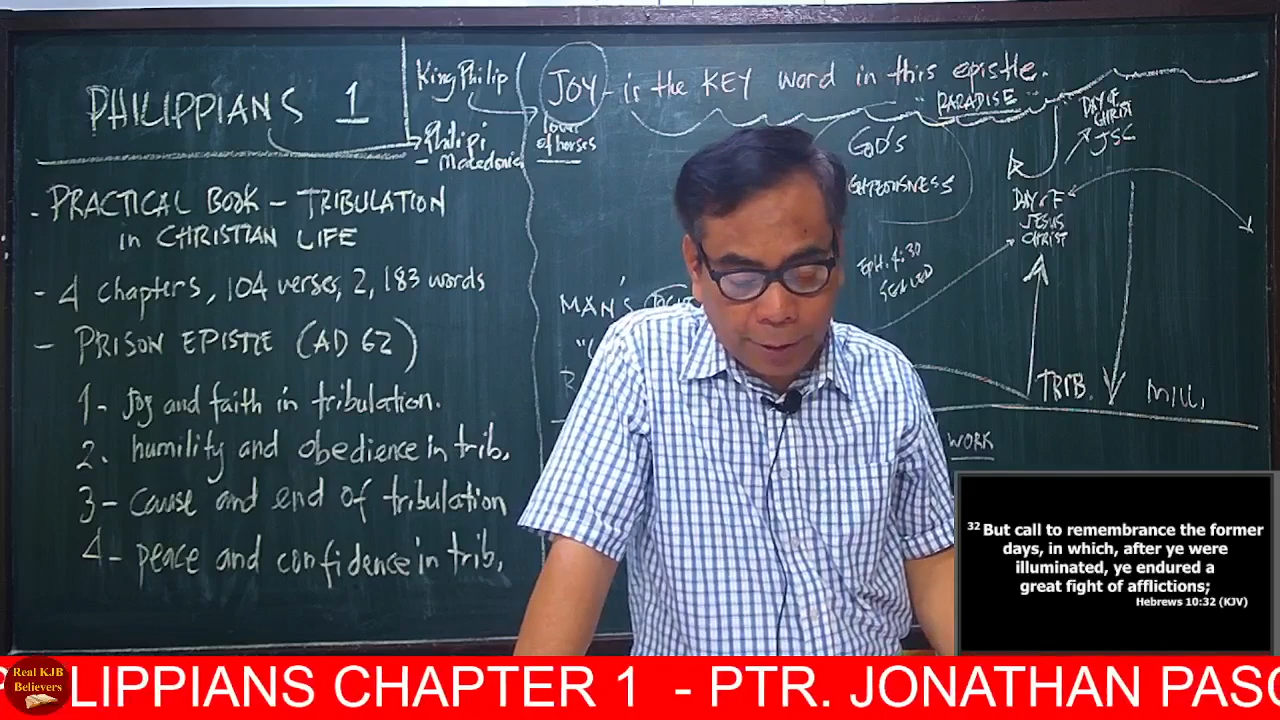 PHILIPPIANS 1
King Philip
lover
of horses
Philipi
- Macedonia
JOY - is the KEY word in this epistle.
- PRACTICAL BOOK - TRIBULATION
in CHRISTIAN LIFE
- 4 chapters, 104 verses, 2,183 words
- PRISON EPISTLE (AD 62)
1- joy and faith in tribulation.
2. humility and obedience in trib.
3- cause and end of tribulation
4- peace and confidence in trib.
"PARADISE"
God's
DAY OF
CHRIST
JSC
DAY OF
JESUS
CHRIST
Eph. 4:30
SEALED
MAN'S
TRIB.
MILL.
WORK
32 But call to remembrance the former
days, in which, after ye were
illuminated, ye endured a
great fight of afflictions;
Hebrews 10:32 (KJV)
Real KJB
Believers
LIPPIANS CHAPTER 1 - PTR. JONATHAN PASC